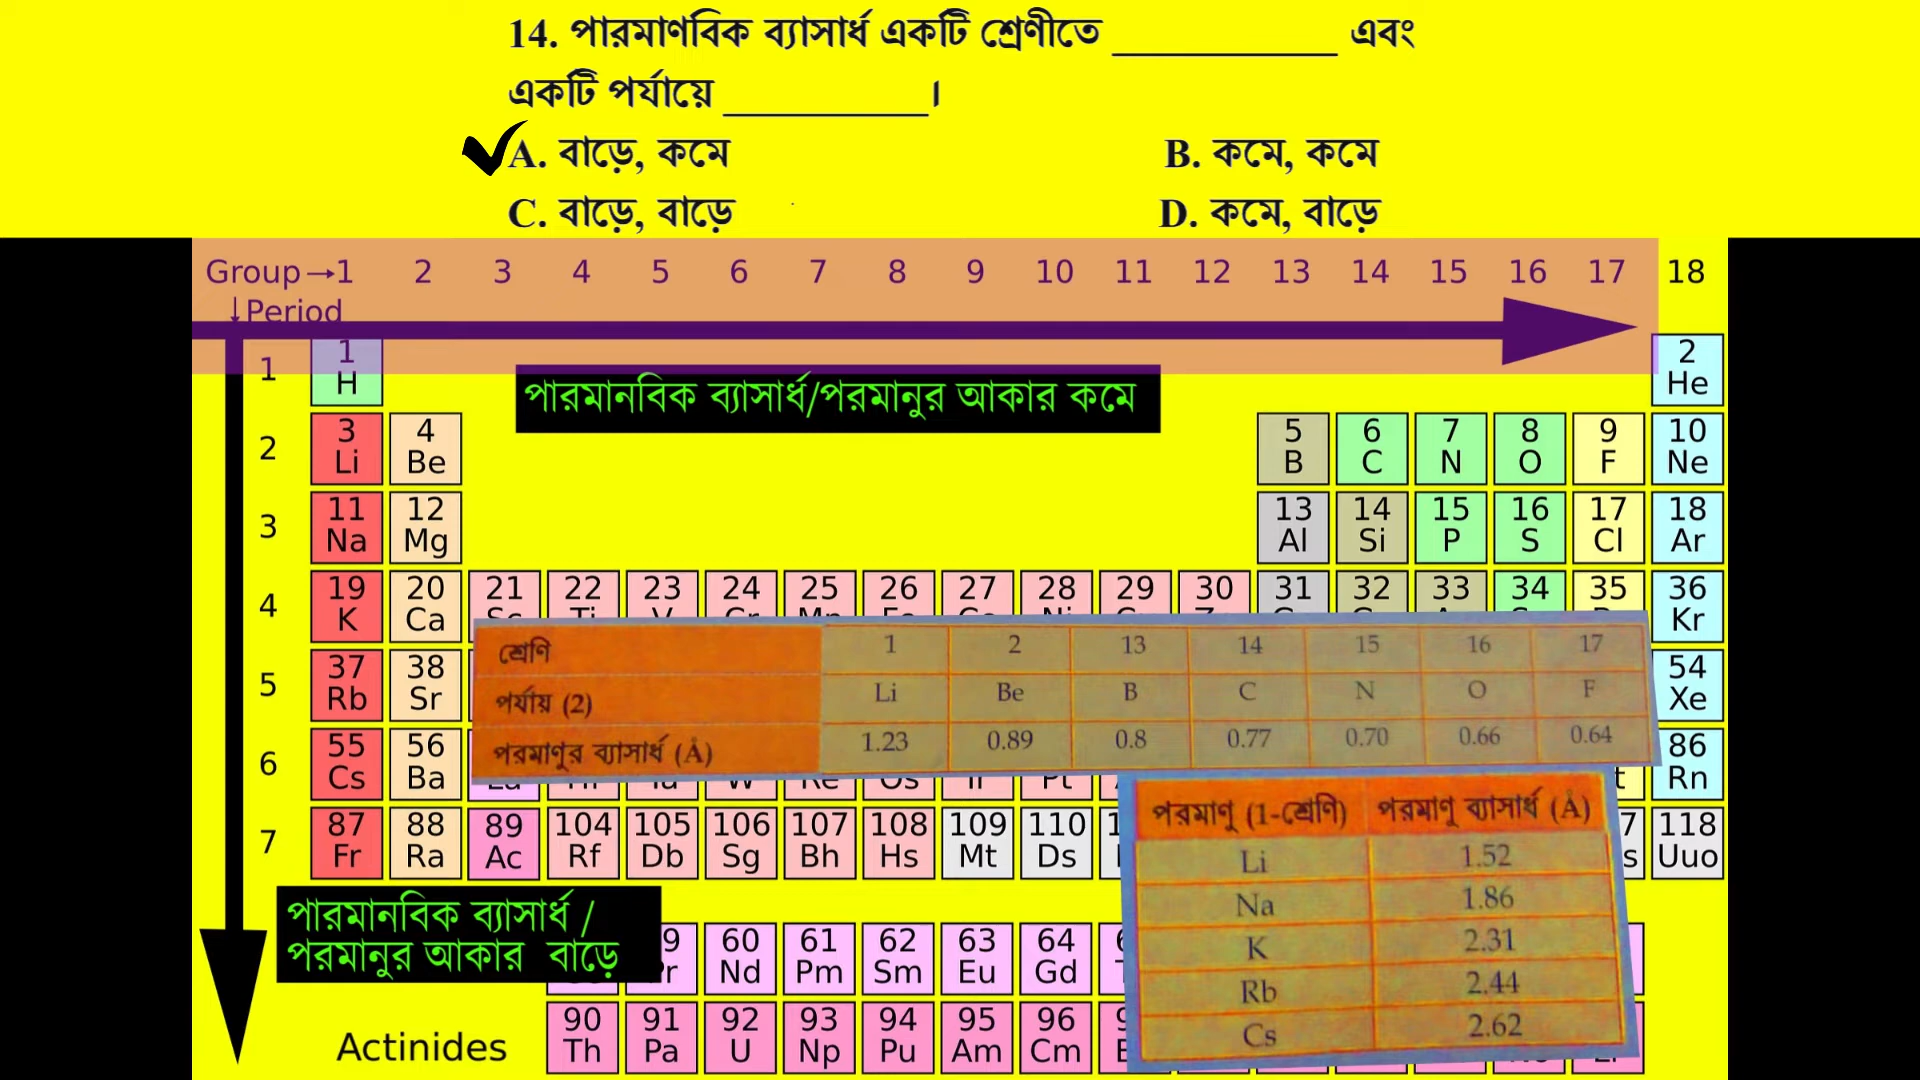 14. পারমাণবিক ব্যাসার্ধ একটি শ্রেণীতে __________ এবং
একটি পর্যায়ে _________।
A. বাড়ে, কমে B. কমে, কমে
C. বাড়ে, বাড়ে D. কমে, বাড়ে
Group →1 2 3 4 5 6 7 8 9 10 11 12 13 14 15 16 17 18
↓Period
1 1 2
H He
পারমানবিক ব্যাসার্ধ/পরমানুর আকার কমে
2 3 4 5 6 7 8 9 10
Li Be B C N O F Ne
3 11 12 13 14 15 16 17 18
Na Mg Al Si P S Cl Ar
4 19 20 21 22 23 24 25 26 27 28 29 30 31 32 33 34 35 36
K Ca Kr
শ্রেণি 1 2 13 14 15 16 17
5 37 38 54
Rb Sr Xe
পর্যায় (2) Li Be B C N O F
পরমাণুর ব্যাসার্ধ (Å) 1.23 0.89 0.8 0.77 0.70 0.66 0.64
6 55 56 86
Cs Ba Rn
7 87 88 89 104 105 106 107 108 109 110 118
Fr Ra Ac Rf Db Sg Bh Hs Mt Ds Uuo
পরমাণু (1-শ্রেণি) পরমাণু ব্যাসার্ধ (Å)
Li 1.52
Na 1.86
K 2.31
Rb 2.44
Cs 2.62
পারমানবিক ব্যাসার্ধ /
পরমানুর আকার বাড়ে
60 61 62 63 64
Nd Pm Sm Eu Gd
Actinides 90 91 92 93 94 95 96
Th Pa U Np Pu Am Cm